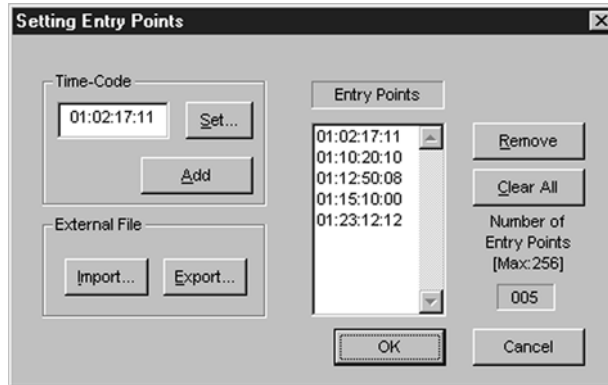 Setting Entry Points
Time-Code
01:02:17:11
Set...
Add
External File
Import...
Export...
Entry Points
01:02:17:11
01:10:20:10
01:12:50:08
01:15:10:00
01:23:12:12
Remove
Clear All
Number of
Entry Points
[Max:256]
005
OK
Cancel